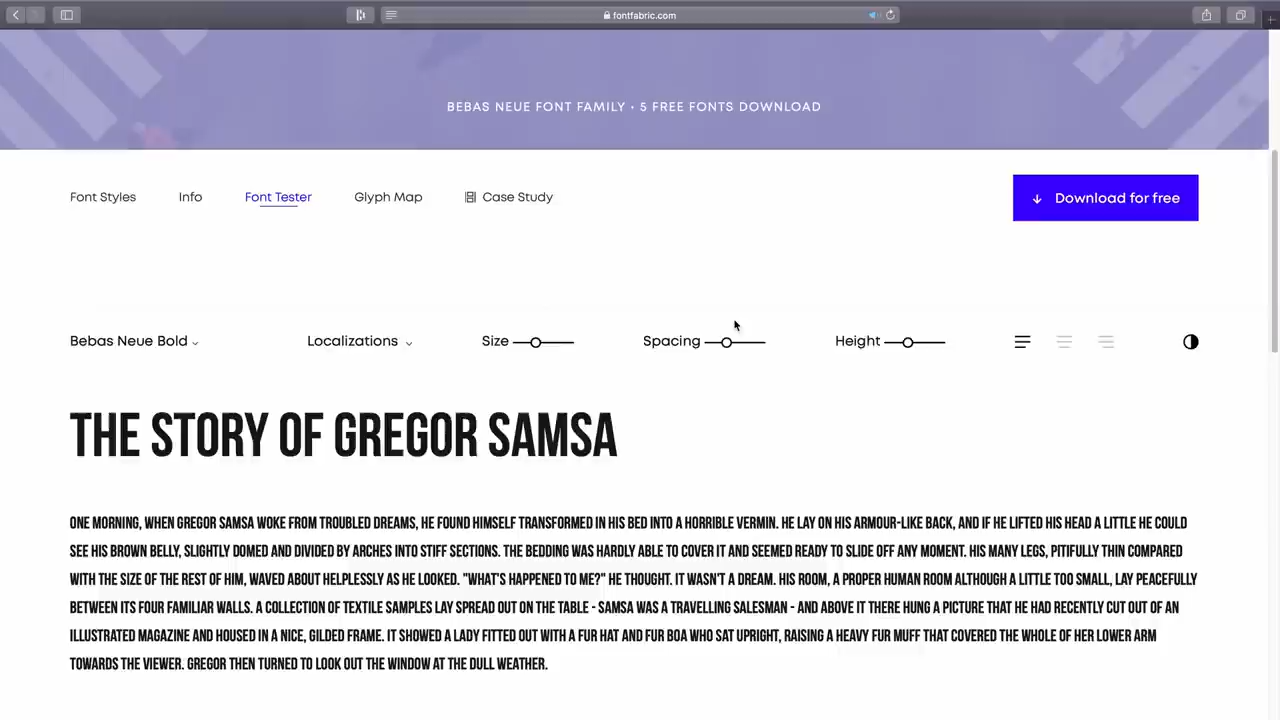 fontfabric.com
BEBAS NEUE FONT FAMILY • 5 FREE FONTS DOWNLOAD
Font Styles Info Font Tester Glyph Map Case Study Download for free
Bebas Neue Bold Localizations Size Spacing Height
THE STORY OF GREGOR SAMSA
ONE MORNING, WHEN GREGOR SAMSA WOKE FROM TROUBLED DREAMS, HE FOUND HIMSELF TRANSFORMED IN HIS BED INTO A HORRIBLE VERMIN. HE LAY ON HIS ARMOUR-LIKE BACK, AND IF HE LIFTED HIS HEAD A LITTLE HE COULD
SEE HIS BROWN BELLY, SLIGHTLY DOMED AND DIVIDED BY ARCHES INTO STIFF SECTIONS. THE BEDDING WAS HARDLY ABLE TO COVER IT AND SEEMED READY TO SLIDE OFF ANY MOMENT. HIS MANY LEGS, PITIFULLY THIN COMPARED
WITH THE SIZE OF THE REST OF HIM, WAVED ABOUT HELPLESSLY AS HE LOOKED. "WHAT'S HAPPENED TO ME?" HE THOUGHT. IT WASN'T A DREAM. HIS ROOM, A PROPER HUMAN ROOM ALTHOUGH A LITTLE TOO SMALL, LAY PEACEFULLY
BETWEEN ITS FOUR FAMILIAR WALLS. A COLLECTION OF TEXTILE SAMPLES LAY SPREAD OUT ON THE TABLE - SAMSA WAS A TRAVELLING SALESMAN - AND ABOVE IT THERE HUNG A PICTURE THAT HE HAD RECENTLY CUT OUT OF AN
ILLUSTRATED MAGAZINE AND HOUSED IN A NICE, GILDED FRAME. IT SHOWED A LADY FITTED OUT WITH A FUR HAT AND FUR BOA WHO SAT UPRIGHT, RAISING A HEAVY FUR MUFF THAT COVERED THE WHOLE OF HER LOWER ARM
TOWARDS THE VIEWER. GREGOR THEN TURNED TO LOOK OUT THE WINDOW AT THE DULL WEATHER.